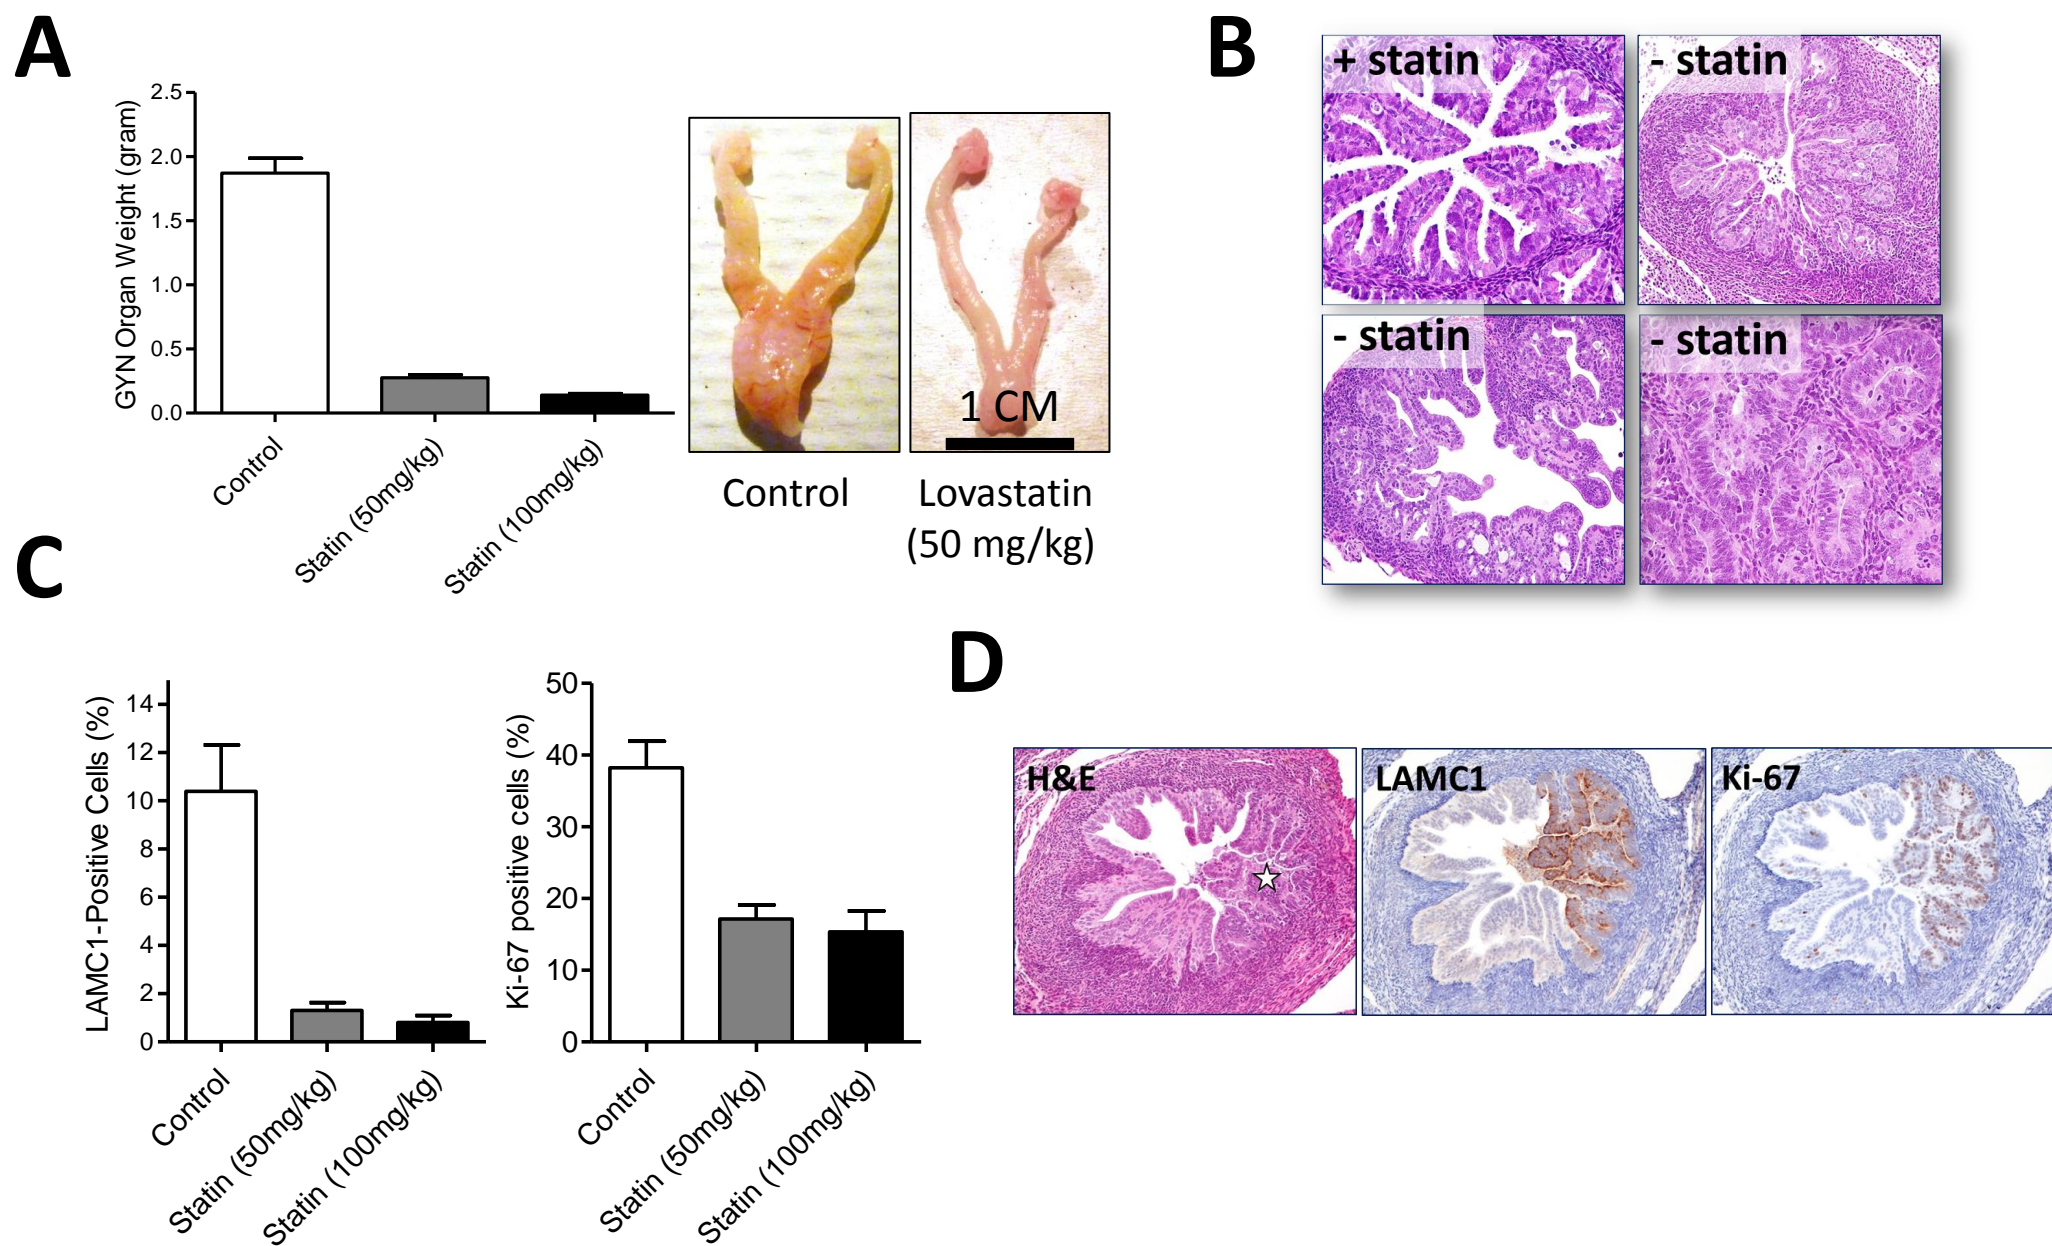 A
GYN Organ Weight (gram)
2.5
2.0
1.5
1.0
0.5
0.0
Control
Statin (50mg/kg)
Statin (100mg/kg)
1 CM
Control
Lovastatin
(50 mg/kg)
B
+ statin
- statin
- statin
- statin
C
LAMC1-Positive Cells (%)
14
12
10
8
6
4
2
0
Control
Statin (50mg/kg)
Statin (100mg/kg)
Ki-67 positive cells (%)
50
40
30
20
10
0
Control
Statin (50mg/kg)
Statin (100mg/kg)
D
H&E
LAMC1
Ki-67